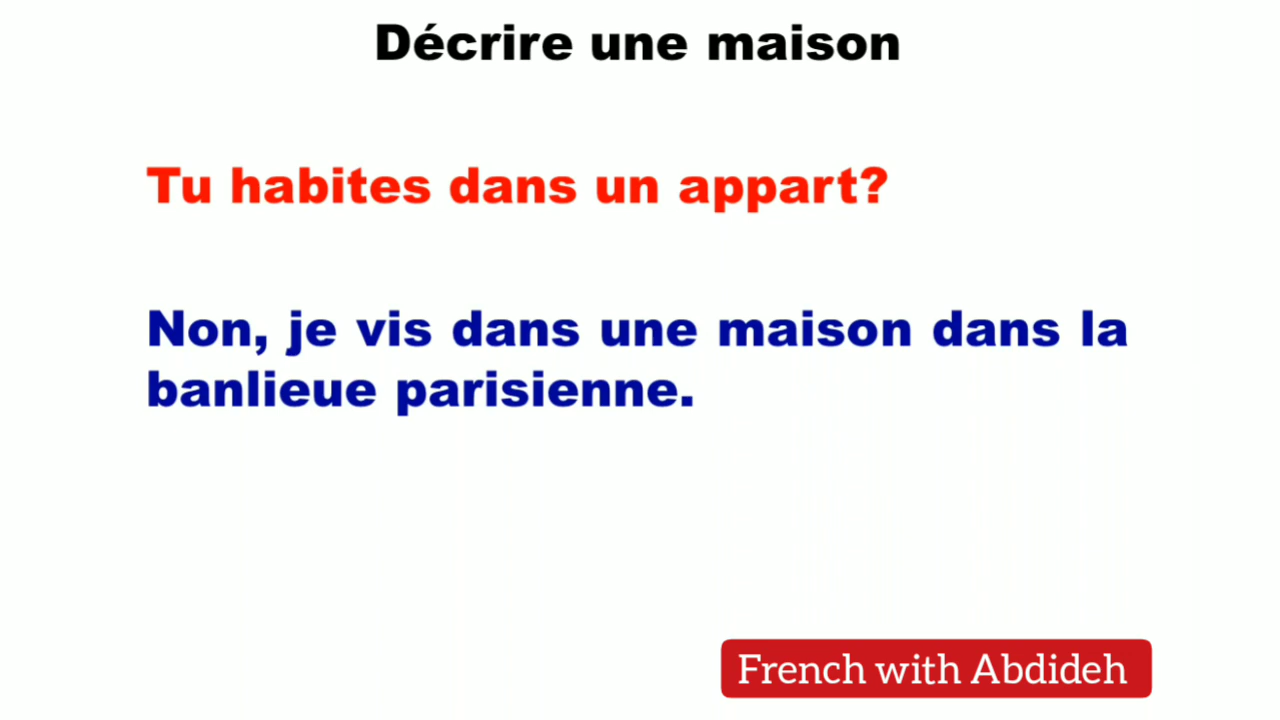 Décrire une maison
Tu habites dans un appart?
Non, je vis dans une maison dans la
banlieue parisienne.
French with Abdideh